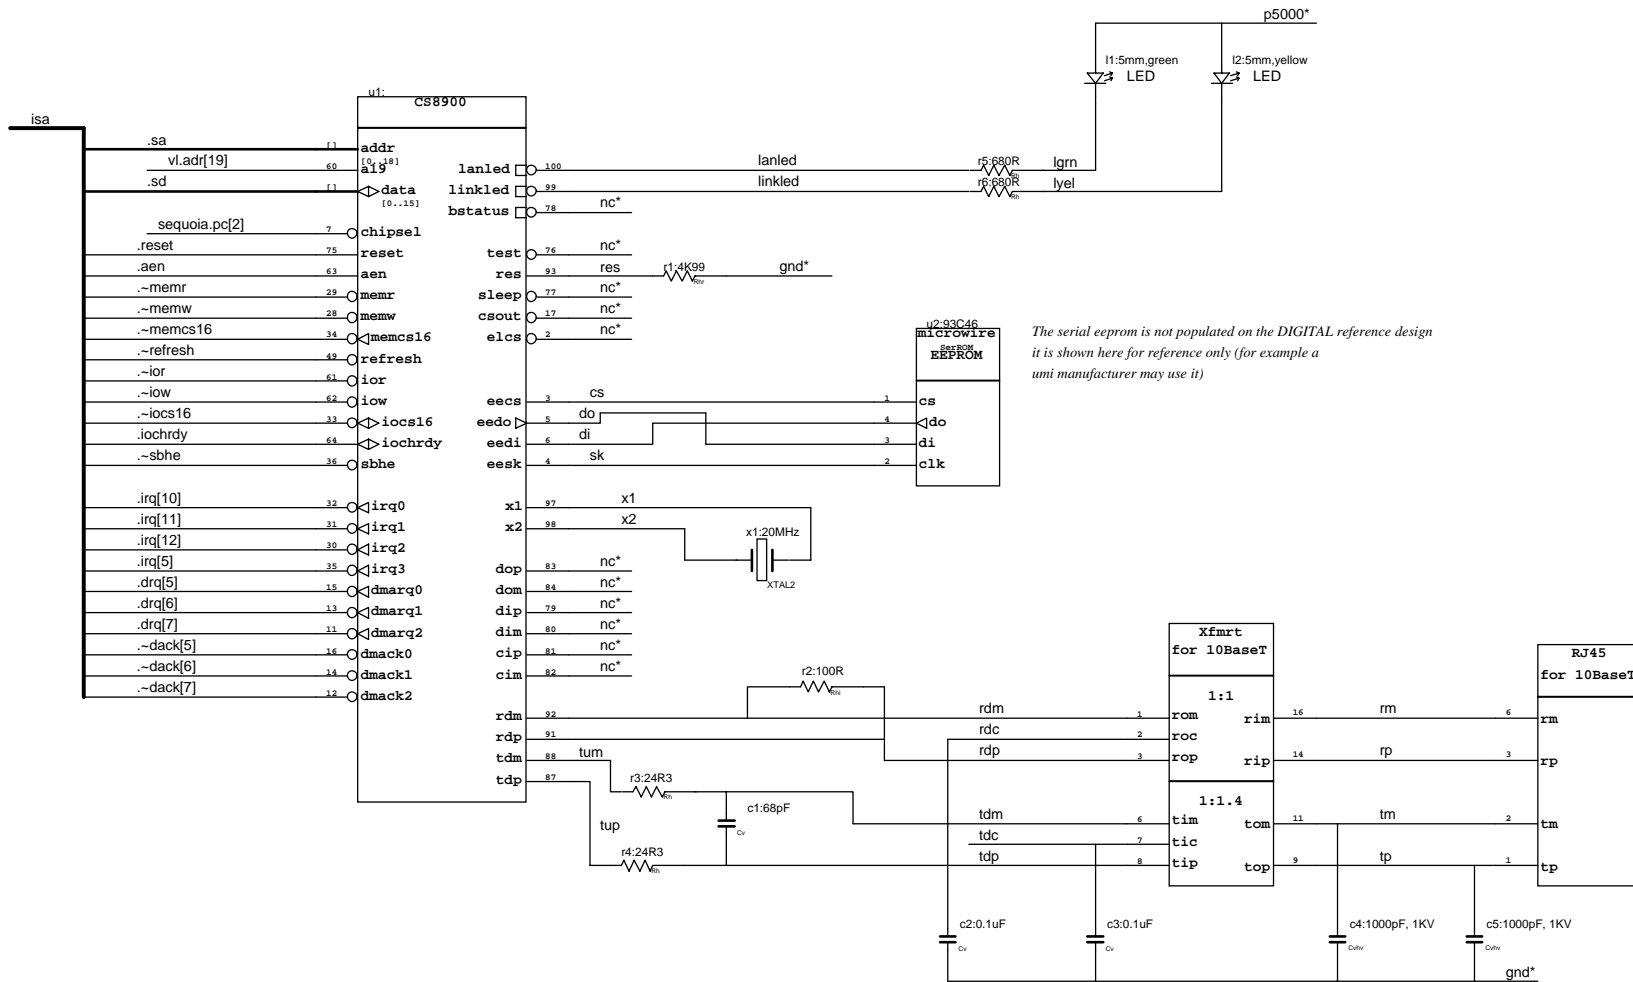 p5000*
l1:5mm,green
LED
l2:5mm,yellow
LED
u1:
CS8900
isa
.sa
[] addr
[0..18]
vl.adr[19]
60 a19
.sd
[] data
[0..15]
sequoia.pc[2]
7 chipsel
.reset
75 reset
.aen
63 aen
.~memr
29 memr
.~memw
28 memw
.~memcs16
34 memcs16
.~refresh
49 refresh
.~ior
61 ior
.~iow
62 iow
.~iocs16
33 iocs16
.iochrdy
64 iochrdy
.~sbhe
36 sbhe
.irq[10]
32 irq0
.irq[11]
31 irq1
.irq[12]
30 irq2
.irq[5]
35 irq3
.drq[5]
15 dmarq0
.drq[6]
13 dmarq1
.drq[7]
11 dmarq2
.~dack[5]
16 dmack0
.~dack[6]
14 dmack1
.~dack[7]
12 dmack2
lanled 100
lanled
r5:680R
Rh
lgrn
linkled 99
linkled
r6:680R
Rh
lyel
bstatus 78
nc*
test 76
nc*
res 93
res
r1:4K99
Rhr
gnd*
sleep 77
nc*
csout 17
nc*
elcs 2
nc*
eecs 3
cs
eedo 5
do
eedi 6
di
eesk 4
sk
u2:93C46
microwire
SerROM
EEPROM
1 cs
4 do
3 di
2 clk
The serial eeprom is not populated on the DIGITAL reference design
it is shown here for reference only (for example a
umi manufacturer may use it)
x1 97
x1
x2 98
x2
x1:20MHz
XTAL2
dop 83
nc*
dom 84
nc*
dip 79
nc*
dim 80
nc*
cip 81
nc*
cim 82
nc*
rdm 92
rdp 91
tdm 88
tum
tdp 87
tup
r2:100R
Rhi
r3:24R3
Rh
c1:68pF
Cv
r4:24R3
Rh
rdm
rdc
rdp
tdm
tdc
tdp
Xfmrt
for 10BaseT
1:1
1 rom
2 roc
3 rop
rim 16
rip 14
1:1.4
6 tim
7 tic
8 tip
tom 11
top 9
rm
rp
tm
tp
RJ45
for 10BaseT
6 rm
3 rp
2 tm
1 tp
c2:0.1uF
Cv
c3:0.1uF
Cv
c4:1000pF, 1KV
Cvhv
c5:1000pF, 1KV
Cvhv
gnd*